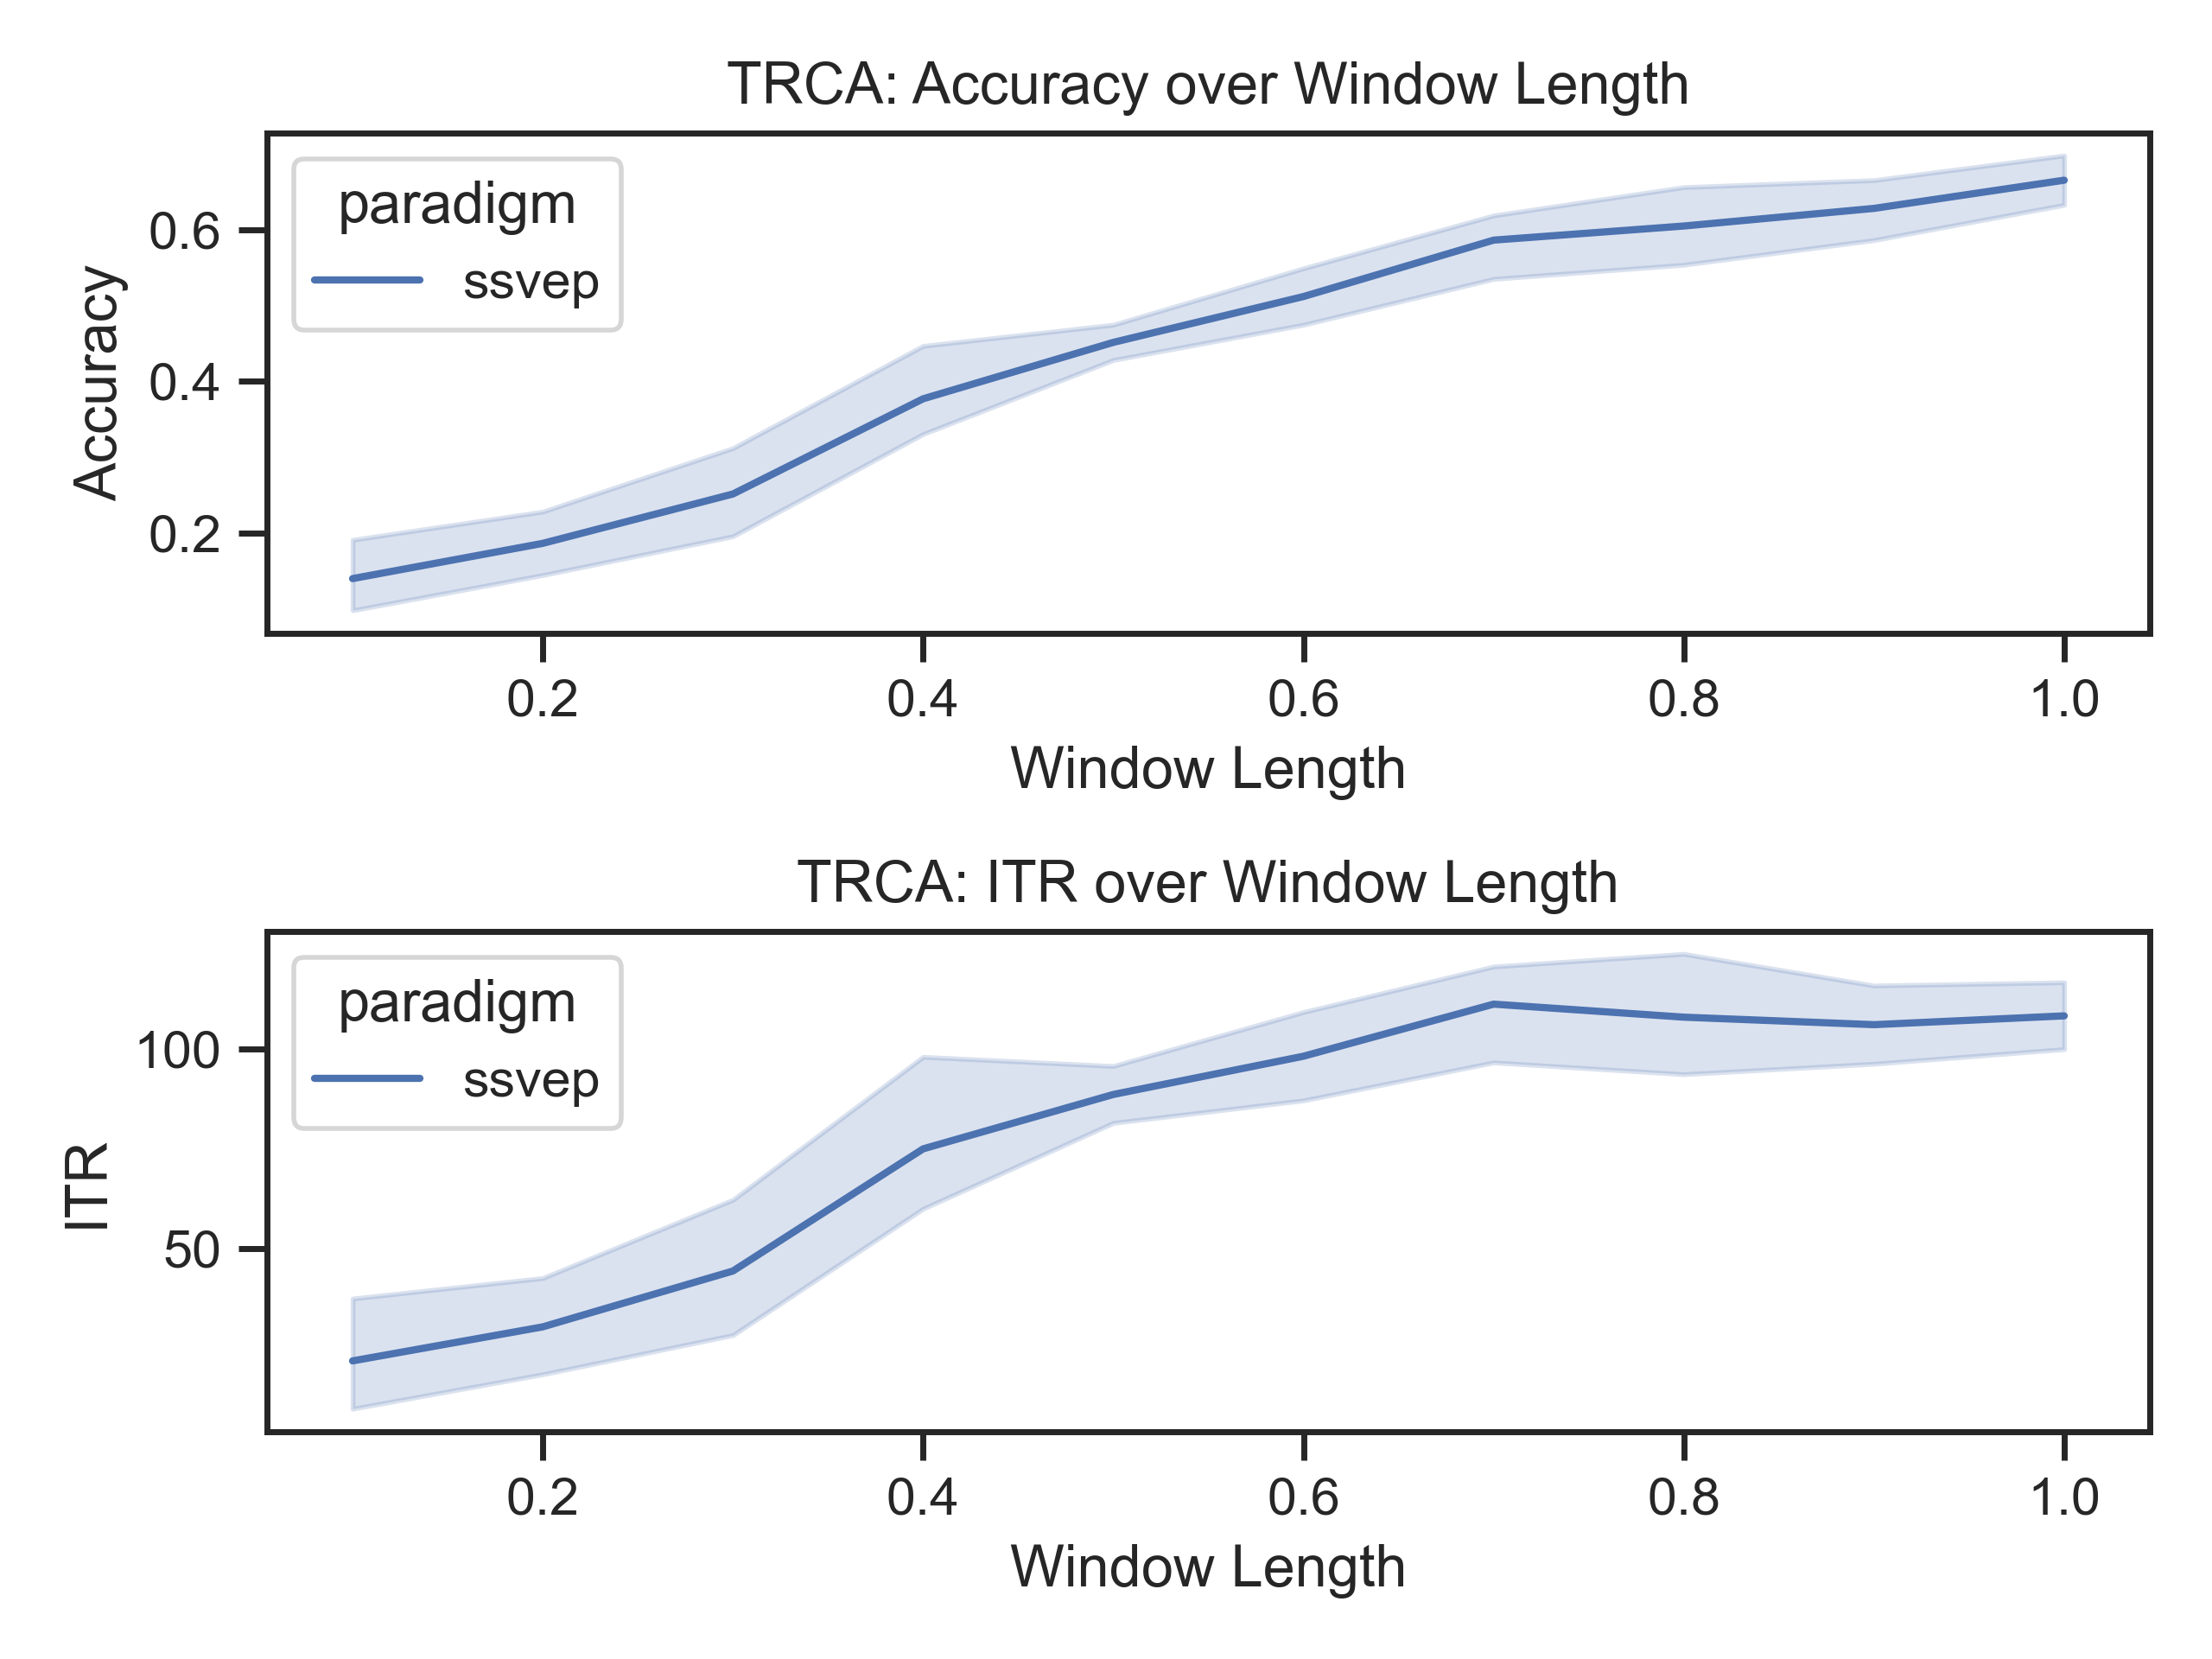 TRCA: Accuracy over Window Length
paradigm
ssvep
Accuracy
0.6
0.4
0.2
0.2 0.4 0.6 0.8 1.0
Window Length
TRCA: ITR over Window Length
paradigm
ssvep
ITR
100
50
0.2 0.4 0.6 0.8 1.0
Window Length